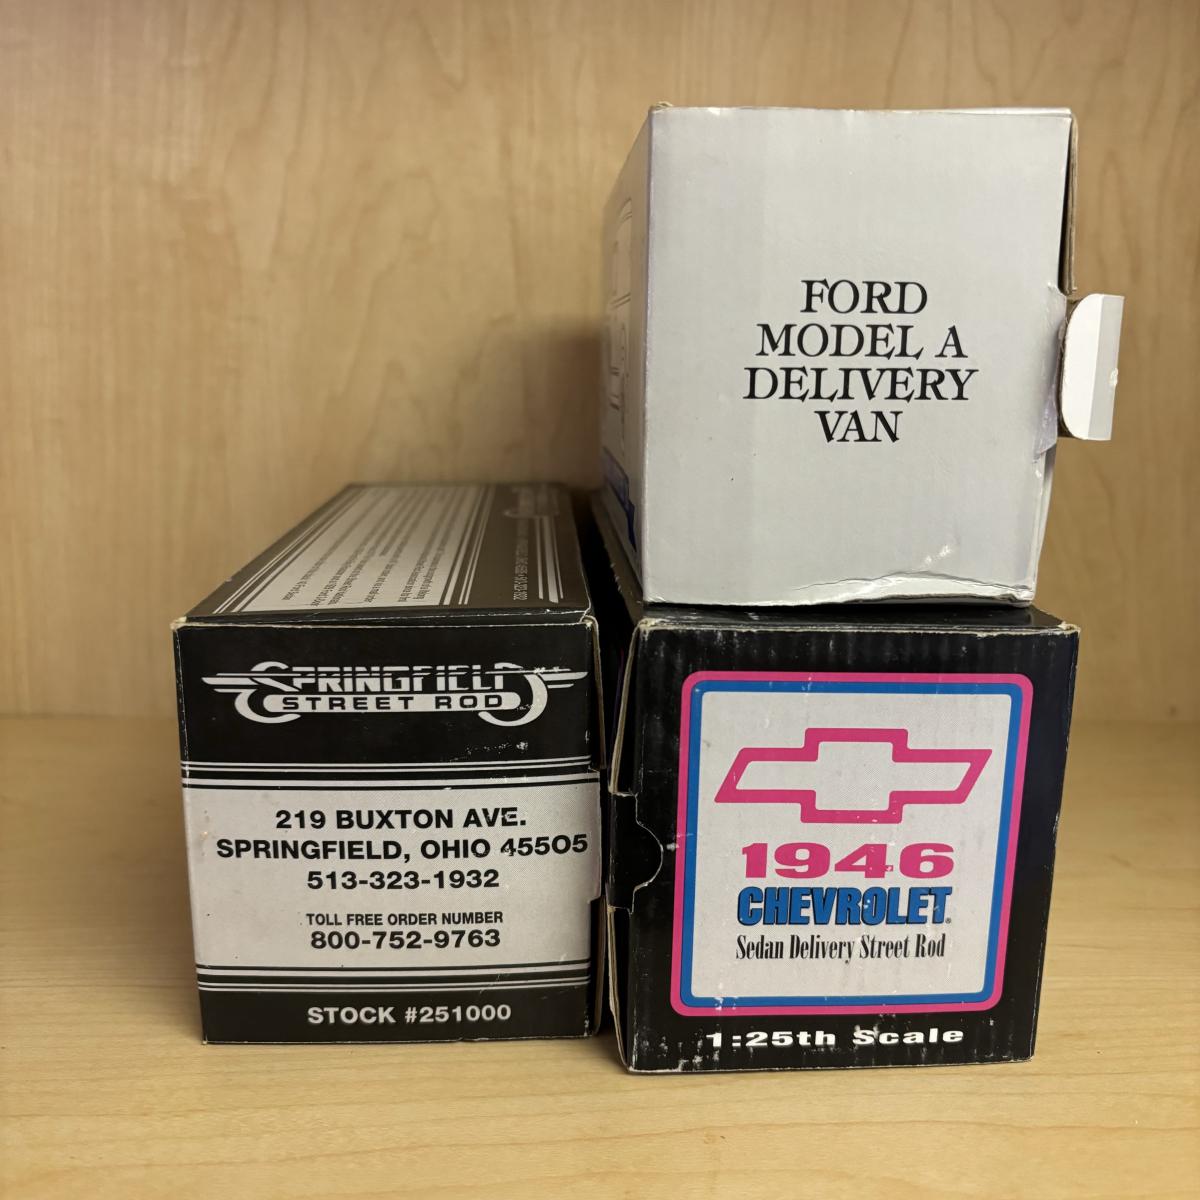 FORD
MODEL A
DELIVERY
VAN
SPRINGFIELD
STREET ROD
219 BUXTON AVE.
SPRINGFIELD, OHIO 45505
513-323-1932
TOLL FREE ORDER NUMBER
800-752-9763
STOCK #251000
1946
CHEVROLET®
Sedan Delivery Street Rod
1:25th Scale